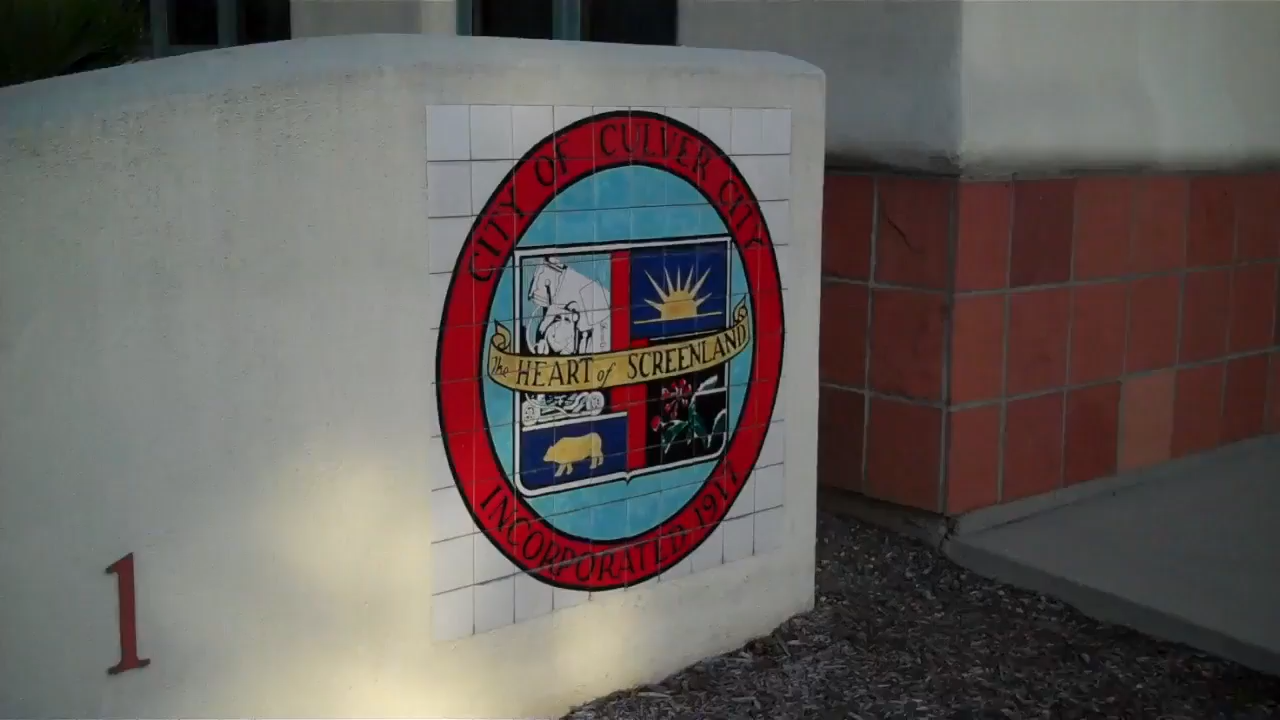 CITY OF CULVER CITY
The HEART of SCREENLAND
INCORPORATED 1917
1